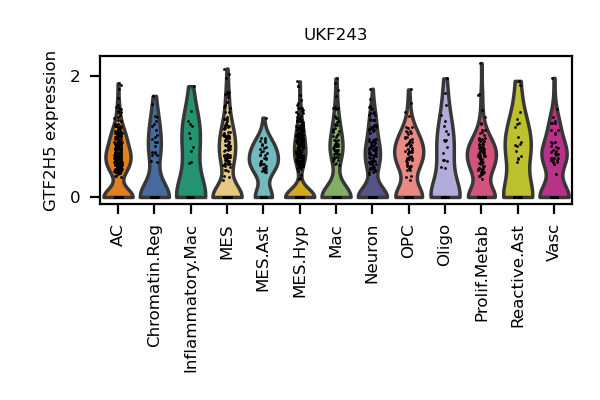 UKF243
GTF2H5 expression
2
0
AC
Chromatin.Reg
Inflammatory.Mac
MES
MES.Ast
MES.Hyp
Mac
Neuron
OPC
Oligo
Prolif.Metab
Reactive.Ast
Vasc